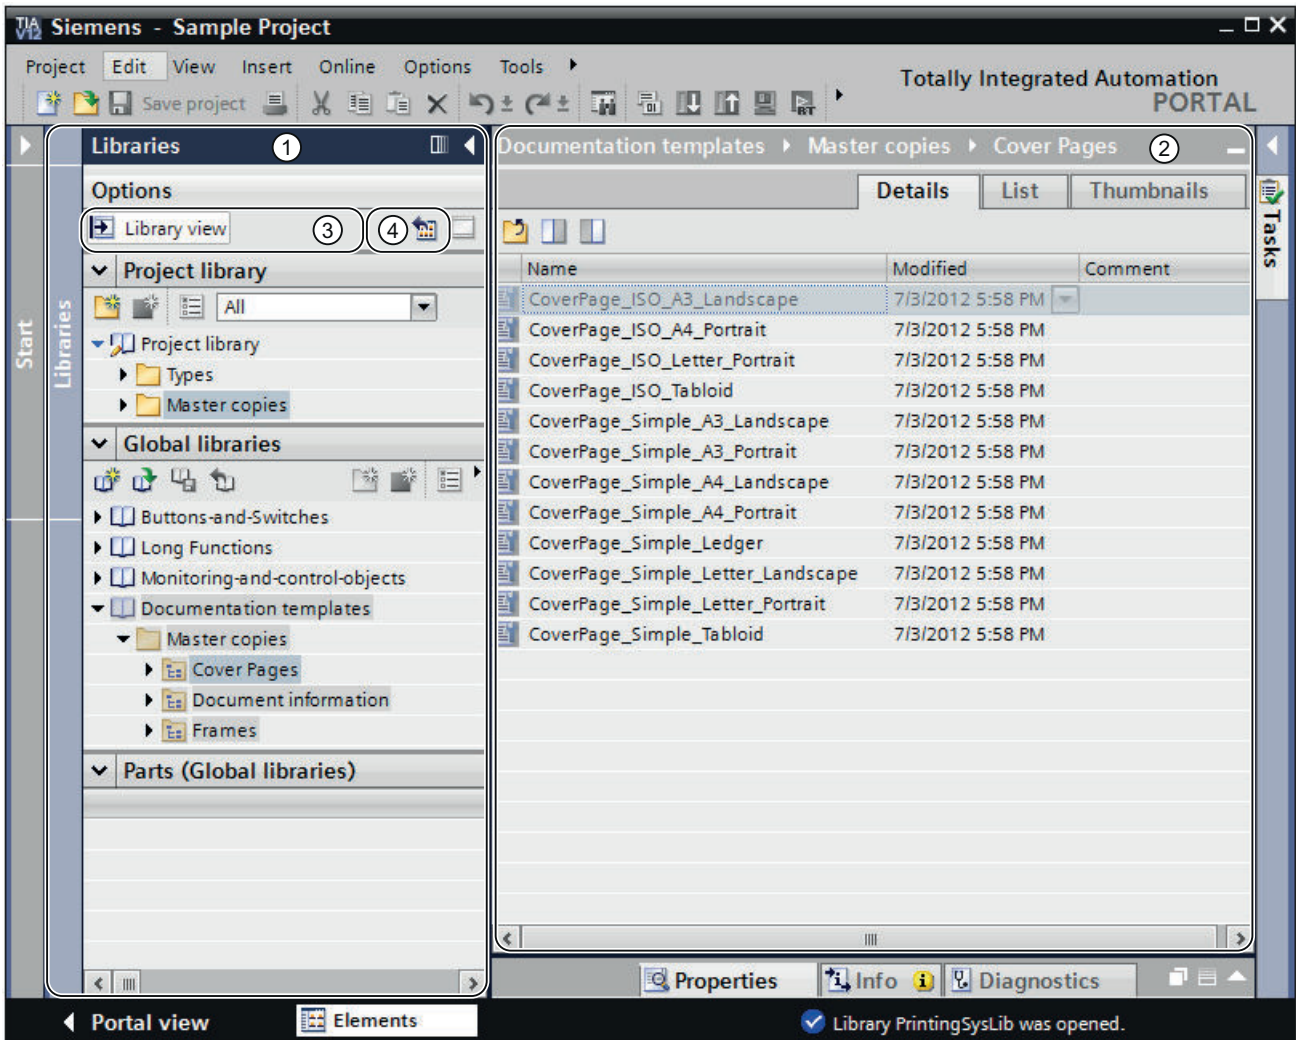 TIA V12 Siemens - Sample Project
Project Edit View Insert Online Options Tools
Totally Integrated Automation
PORTAL
Save project
Libraries 1
Documentation templates Master copies Cover Pages 2
Options
Details List Thumbnails
Library view 3 4
Tasks
Start
Libraries
Project library
All
Project library
Types
Master copies
Global libraries
Buttons-and-Switches
Long Functions
Monitoring-and-control-objects
Documentation templates
Master copies
Cover Pages
Document information
Frames
Parts (Global libraries)
Name Modified Comment
CoverPage_ISO_A3_Landscape 7/3/2012 5:58 PM
CoverPage_ISO_A4_Portrait 7/3/2012 5:58 PM
CoverPage_ISO_Letter_Portrait 7/3/2012 5:58 PM
CoverPage_ISO_Tabloid 7/3/2012 5:58 PM
CoverPage_Simple_A3_Landscape 7/3/2012 5:58 PM
CoverPage_Simple_A3_Portrait 7/3/2012 5:58 PM
CoverPage_Simple_A4_Landscape 7/3/2012 5:58 PM
CoverPage_Simple_A4_Portrait 7/3/2012 5:58 PM
CoverPage_Simple_Ledger 7/3/2012 5:58 PM
CoverPage_Simple_Letter_Landscape 7/3/2012 5:58 PM
CoverPage_Simple_Letter_Portrait 7/3/2012 5:58 PM
CoverPage_Simple_Tabloid 7/3/2012 5:58 PM
Properties Info Diagnostics
Portal view Elements Library PrintingSysLib was opened.